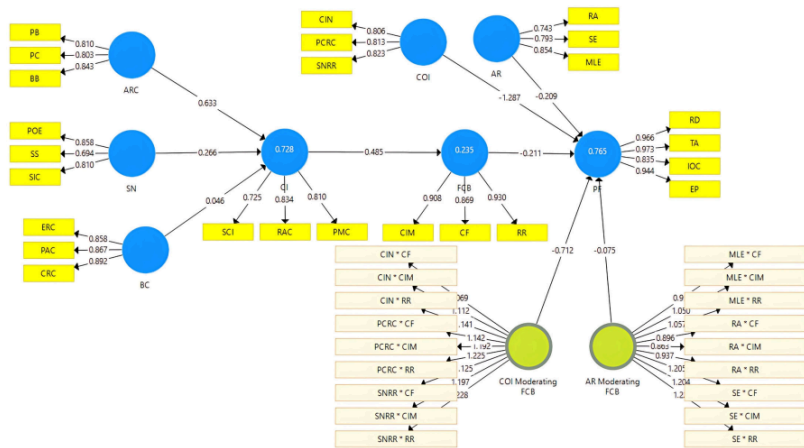 PB
PC
BB
0.810
0.803
0.843
ARC
CIN
PCRC
SNRR
0.806
0.813
0.823
COI
AR
0.743
0.793
0.854
RA
SE
MLE
0.633
-1.287
-0.209
POE
SS
SIC
0.858
0.694
0.810
SN
0.266
0.728
CI
0.485
0.235
FCB
-0.211
0.765
PF
0.966
0.973
0.835
0.944
RD
TA
IOC
EP
0.046
0.725
0.834
0.810
SCI
RAC
PMC
0.908
0.869
0.930
CIM
CF
RR
ERC
PAC
CRC
0.858
0.867
0.892
BC
-0.712
-0.075
CIN * CF
CIN * CIM
CIN * RR
PCRC * CF
PCRC * CIM
PCRC * RR
SNRR * CF
SNRR * CIM
SNRR * RR
1.142
1.192
1.225
1.197
COI Moderating
FCB
AR Moderating
FCB
1.050
0.896
0.863
0.937
1.204
MLE * CF
MLE * CIM
MLE * RR
RA * CF
RA * CIM
RA * RR
SE * CF
SE * CIM
SE * RR